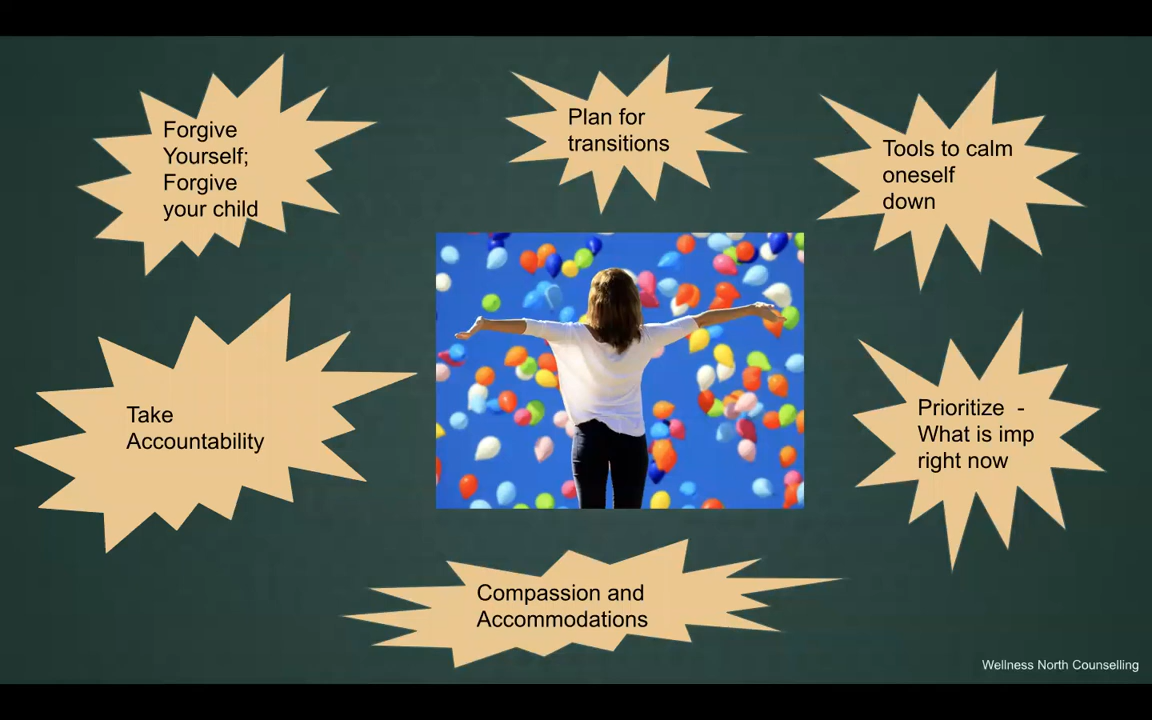 Forgive
Yourself;
Forgive
your child
Plan for
transitions
Tools to calm
oneself
down
Take
Accountability
Prioritize  -
What is imp
right now
Compassion and
Accommodations
Wellness North Counselling